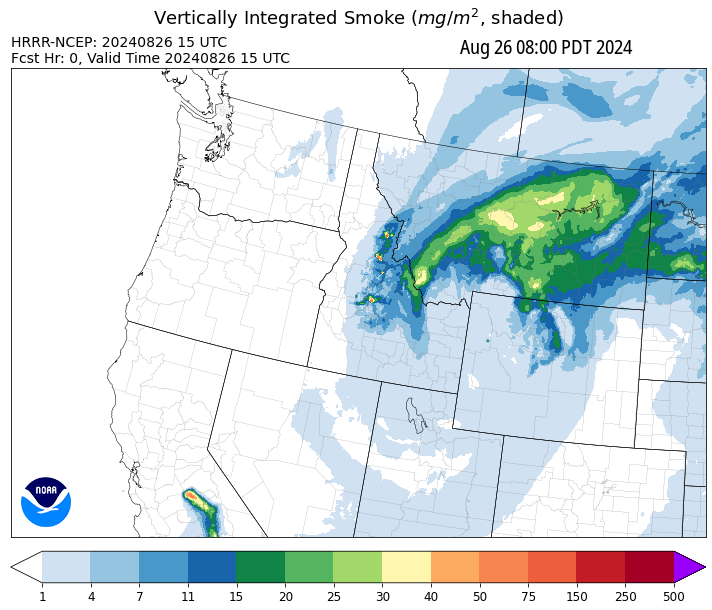 Vertically Integrated Smoke (mg/m², shaded)
HRRR-NCEP: 20240826 15 UTC
Fcst Hr: 0, Valid Time 20240826 15 UTC
Aug 26 08:00 PDT 2024
NOAA
1 4 7 11 15 20 25 30 40 50 75 150 250 500